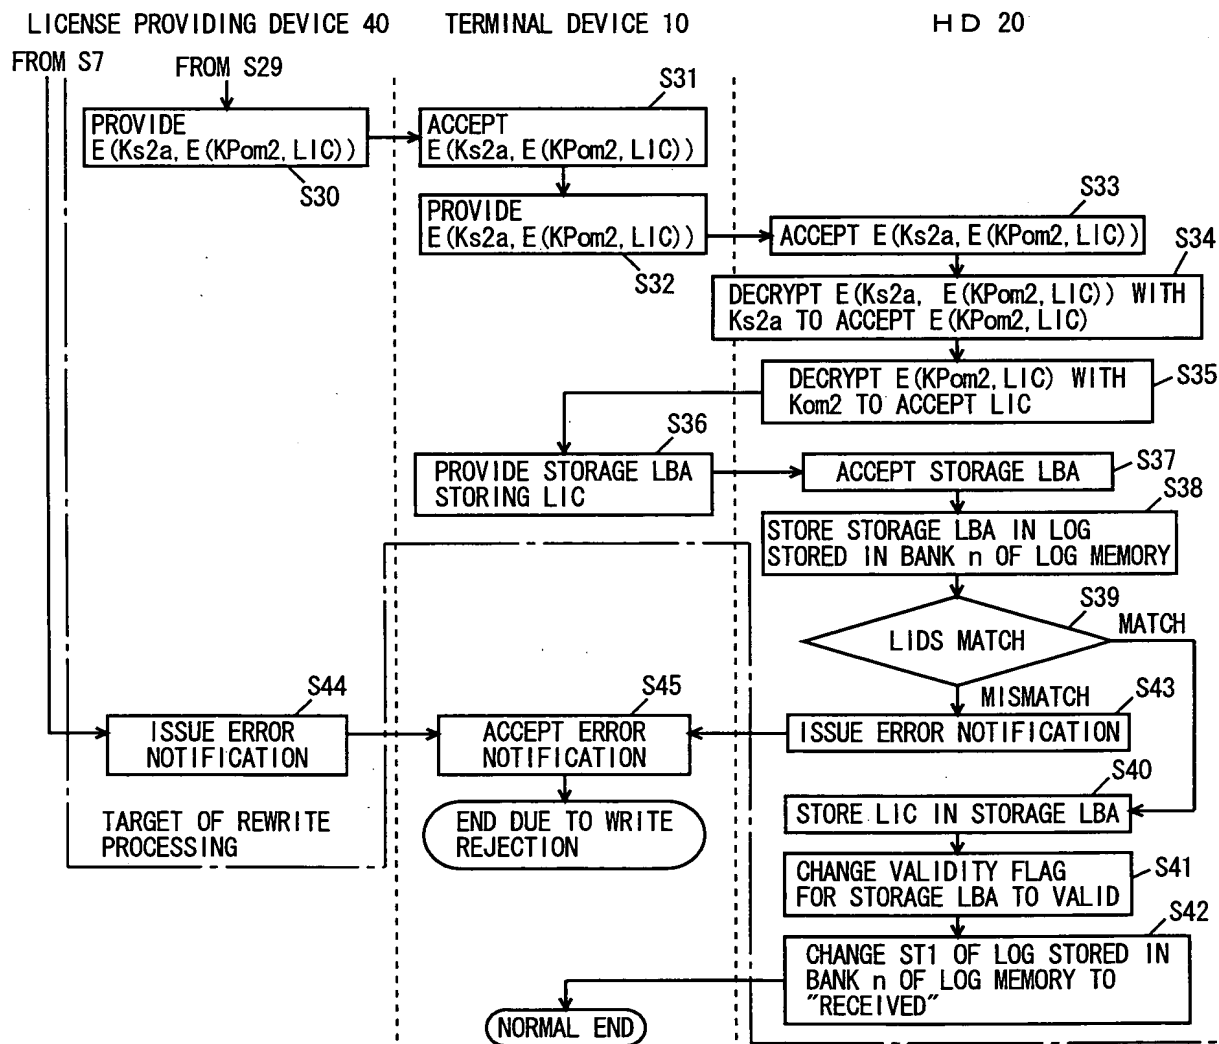 LICENSE PROVIDING DEVICE 40
TERMINAL DEVICE 10
HD 20
FROM S7
FROM S29
S31
PROVIDE
E(Ks2a, E(KPom2, LIC))
ACCEPT
E(Ks2a, E(KPom2, LIC))
S30
PROVIDE
E(Ks2a, E(KPom2, LIC))
S33
ACCEPT E(Ks2a, E(KPom2, LIC))
S32
S34
DECRYPT E(Ks2a, E(KPom2, LIC)) WITH
Ks2a TO ACCEPT E(KPom2, LIC)
DECRYPT E(KPom2, LIC) WITH
Kom2 TO ACCEPT LIC
S35
S36
PROVIDE STORAGE LBA
STORING LIC
ACCEPT STORAGE LBA
S37
S38
STORE STORAGE LBA IN LOG
STORED IN BANK n OF LOG MEMORY
S39
LIDS MATCH
MATCH
MISMATCH
S44
S45
S43
ISSUE ERROR
NOTIFICATION
ACCEPT ERROR
NOTIFICATION
ISSUE ERROR NOTIFICATION
S40
TARGET OF REWRITE
PROCESSING
END DUE TO WRITE
REJECTION
STORE LIC IN STORAGE LBA
CHANGE VALIDITY FLAG
FOR STORAGE LBA TO VALID
S41
S42
CHANGE ST1 OF LOG STORED IN
BANK n OF LOG MEMORY TO
"RECEIVED"
NORMAL END